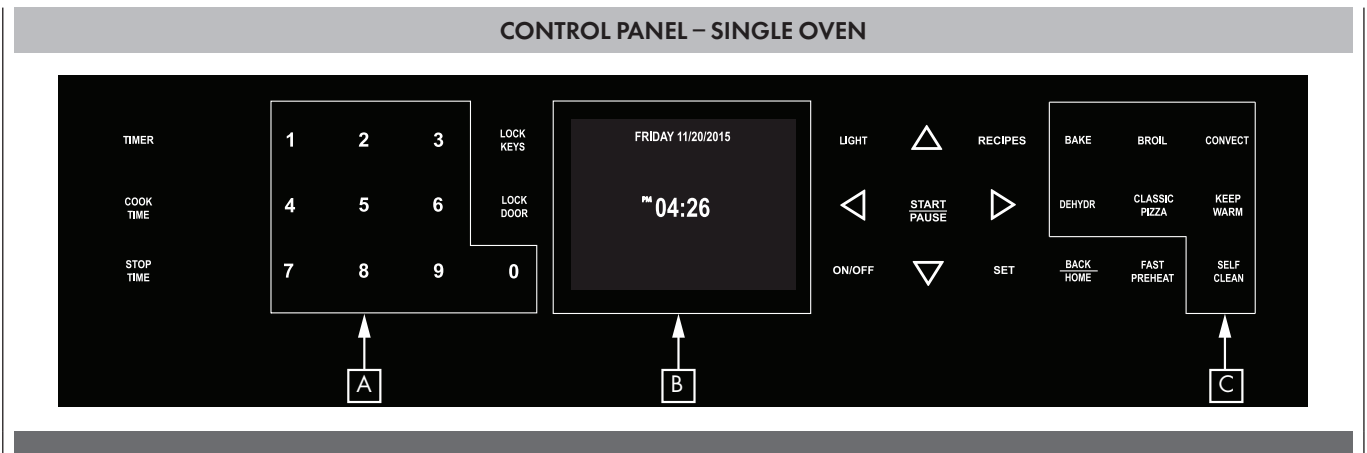 CONTROL PANEL – SINGLE OVEN
TIMER
1 2 3
LOCK
KEYS
FRIDAY 11/20/2015
LIGHT
RECIPES
BAKE
BROIL
CONVECT
COOK
TIME
4 5 6
LOCK
DOOR
PM 04:26
START
PAUSE
DEHYDR
CLASSIC
PIZZA
KEEP
WARM
STOP
TIME
7 8 9 0
ON/OFF
SET
BACK
HOME
FAST
PREHEAT
SELF
CLEAN
A
B
C